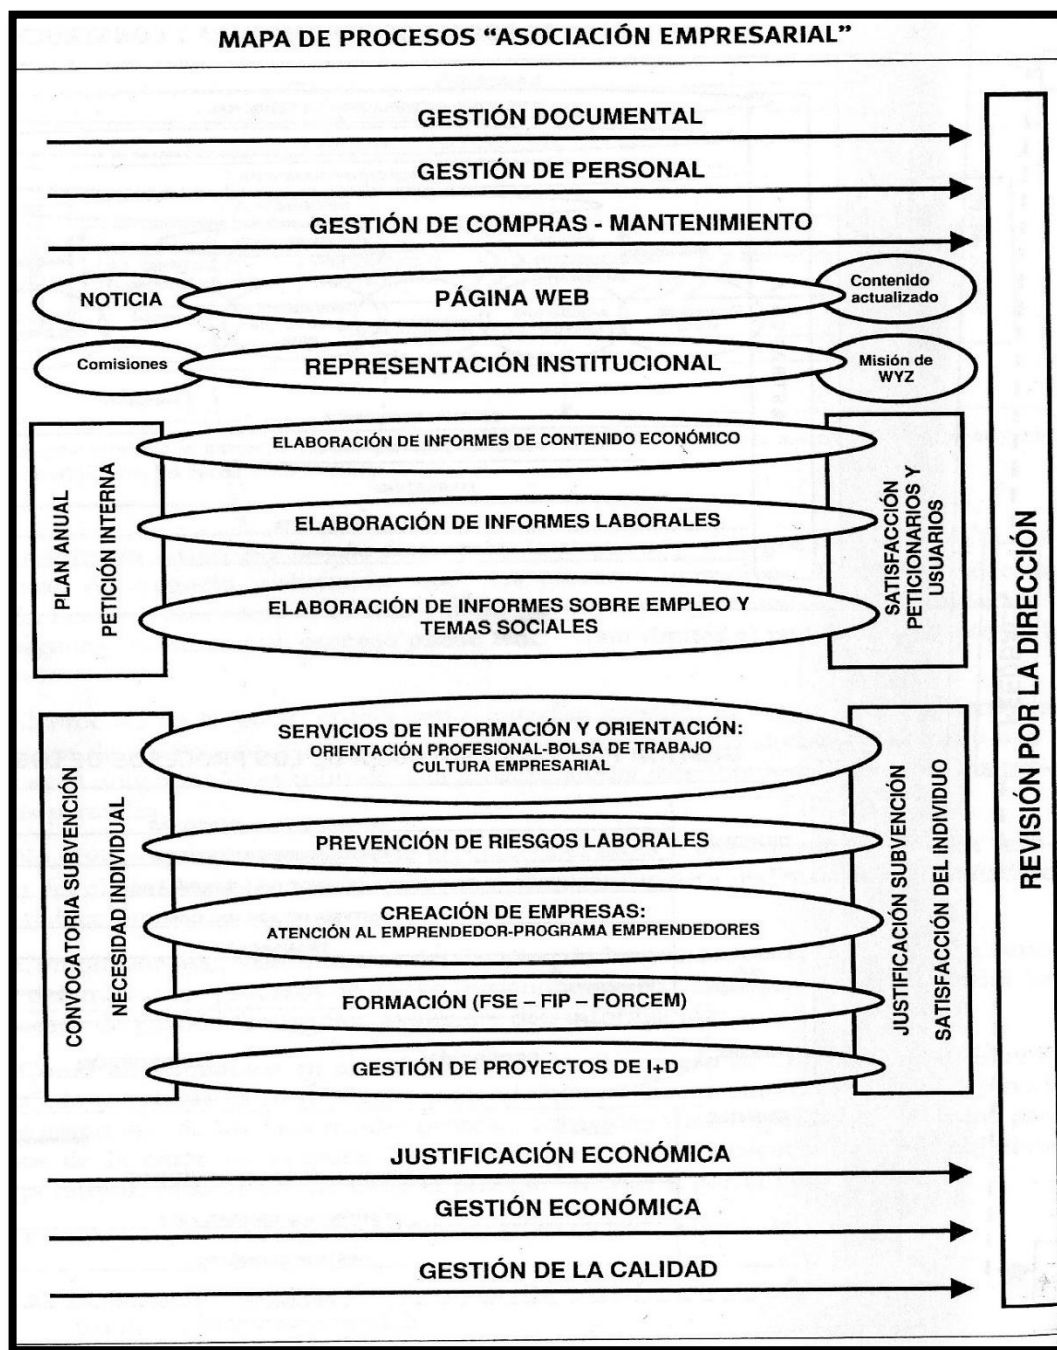 MAPA DE PROCESOS “ASOCIACIÓN EMPRESARIAL”
GESTIÓN DOCUMENTAL
GESTIÓN DE PERSONAL
GESTIÓN DE COMPRAS - MANTENIMIENTO
NOTICIA
PÁGINA WEB
Contenido
actualizado
Comisiones
REPRESENTACIÓN INSTITUCIONAL
Misión de
WYZ
PLAN ANUAL
PETICIÓN INTERNA
ELABORACIÓN DE INFORMES DE CONTENIDO ECONÓMICO
ELABORACIÓN DE INFORMES LABORALES
ELABORACIÓN DE INFORMES SOBRE EMPLEO Y
TEMAS SOCIALES
SATISFACCIÓN
PETICIONARIOS Y
USUARIOS
CONVOCATORIA SUBVENCIÓN
NECESIDAD INDIVIDUAL
SERVICIOS DE INFORMACIÓN Y ORIENTACIÓN:
ORIENTACIÓN PROFESIONAL-BOLSA DE TRABAJO
CULTURA EMPRESARIAL
PREVENCIÓN DE RIESGOS LABORALES
CREACIÓN DE EMPRESAS:
ATENCIÓN AL EMPRENDEDOR-PROGRAMA EMPRENDEDORES
FORMACIÓN (FSE – FIP – FORCEM)
GESTIÓN DE PROYECTOS DE I+D
JUSTIFICACIÓN SUBVENCIÓN
SATISFACCIÓN DEL INDIVIDUO
JUSTIFICACIÓN ECONÓMICA
GESTIÓN ECONÓMICA
GESTIÓN DE LA CALIDAD
REVISIÓN POR LA DIRECCIÓN